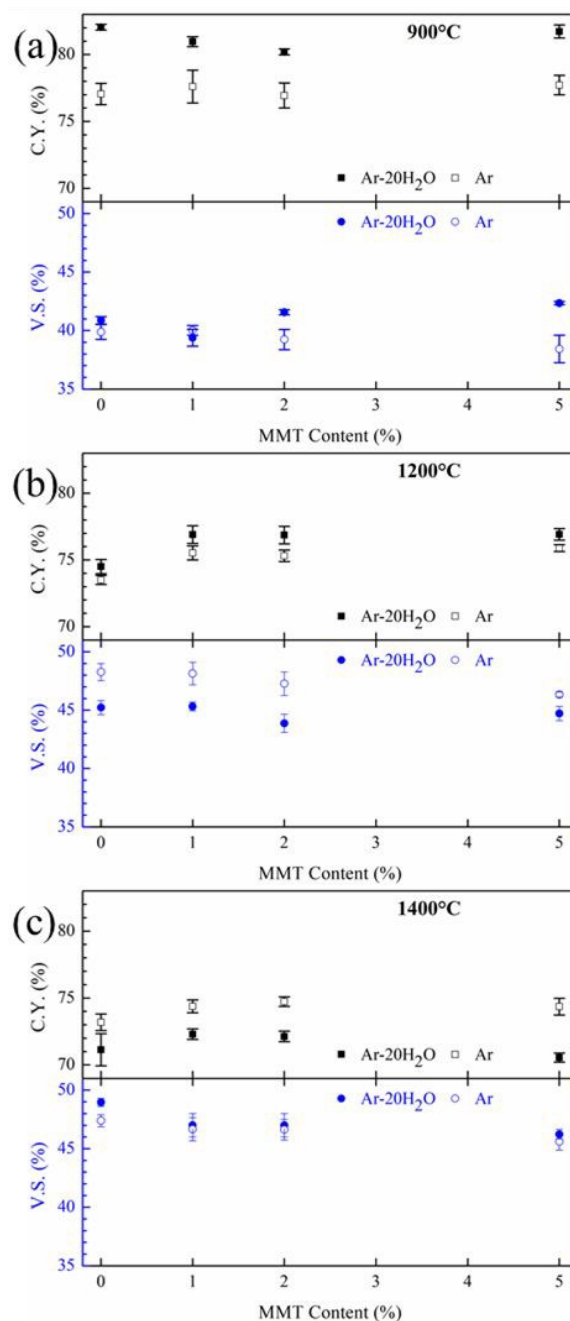 (a)
900°C
80
75
70
C.Y. (%)
Ar-20H₂O Ar
50
45
40
35
V.S. (%)
Ar-20H₂O Ar
0 1 2 3 4 5
MMT Content (%)
(b)
1200°C
80
75
70
C.Y. (%)
Ar-20H₂O Ar
50
45
40
35
V.S. (%)
Ar-20H₂O Ar
0 1 2 3 4 5
MMT Content (%)
(c)
1400°C
80
75
70
C.Y. (%)
Ar-20H₂O Ar
50
45
40
35
V.S. (%)
Ar-20H₂O Ar
0 1 2 3 4 5
MMT Content (%)